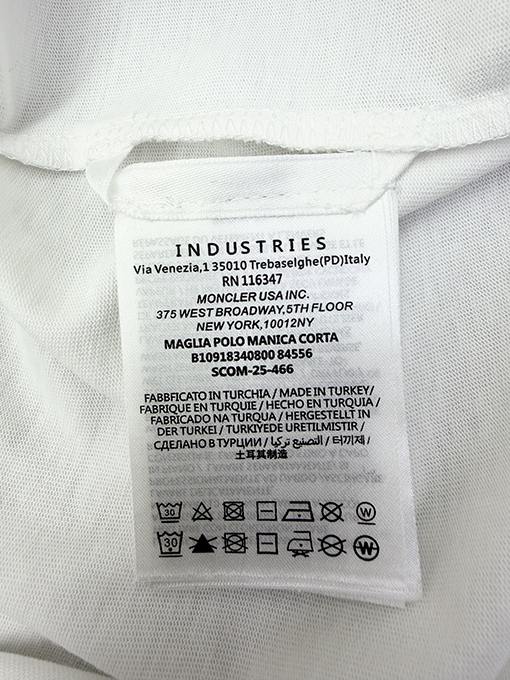 INDUSTRIES
Via Venezia,1 35010 Trebaselghe(PD)Italy
RN 116347
MONCLER USA INC.
375 WEST BROADWAY,5TH FLOOR
NEW YORK,10012NY
MAGLIA POLO MANICA CORTA
B10918340800 84556
SCOM-25-466
FABBFICATO IN TURCHIA / MADE IN TURKEY/
FABRIQUE EN TURQUIE / HECHO EN TURQUIA /
FABRICADO NA TURQUA / HERGESTELLT IN
DER TURKEI / TURKIYEDE URETILMISTIR /
СДЕЛАНО В ТУРЦИИ / التصنيع تركيا / 터키제 /
土耳其制造
30 W
30 W